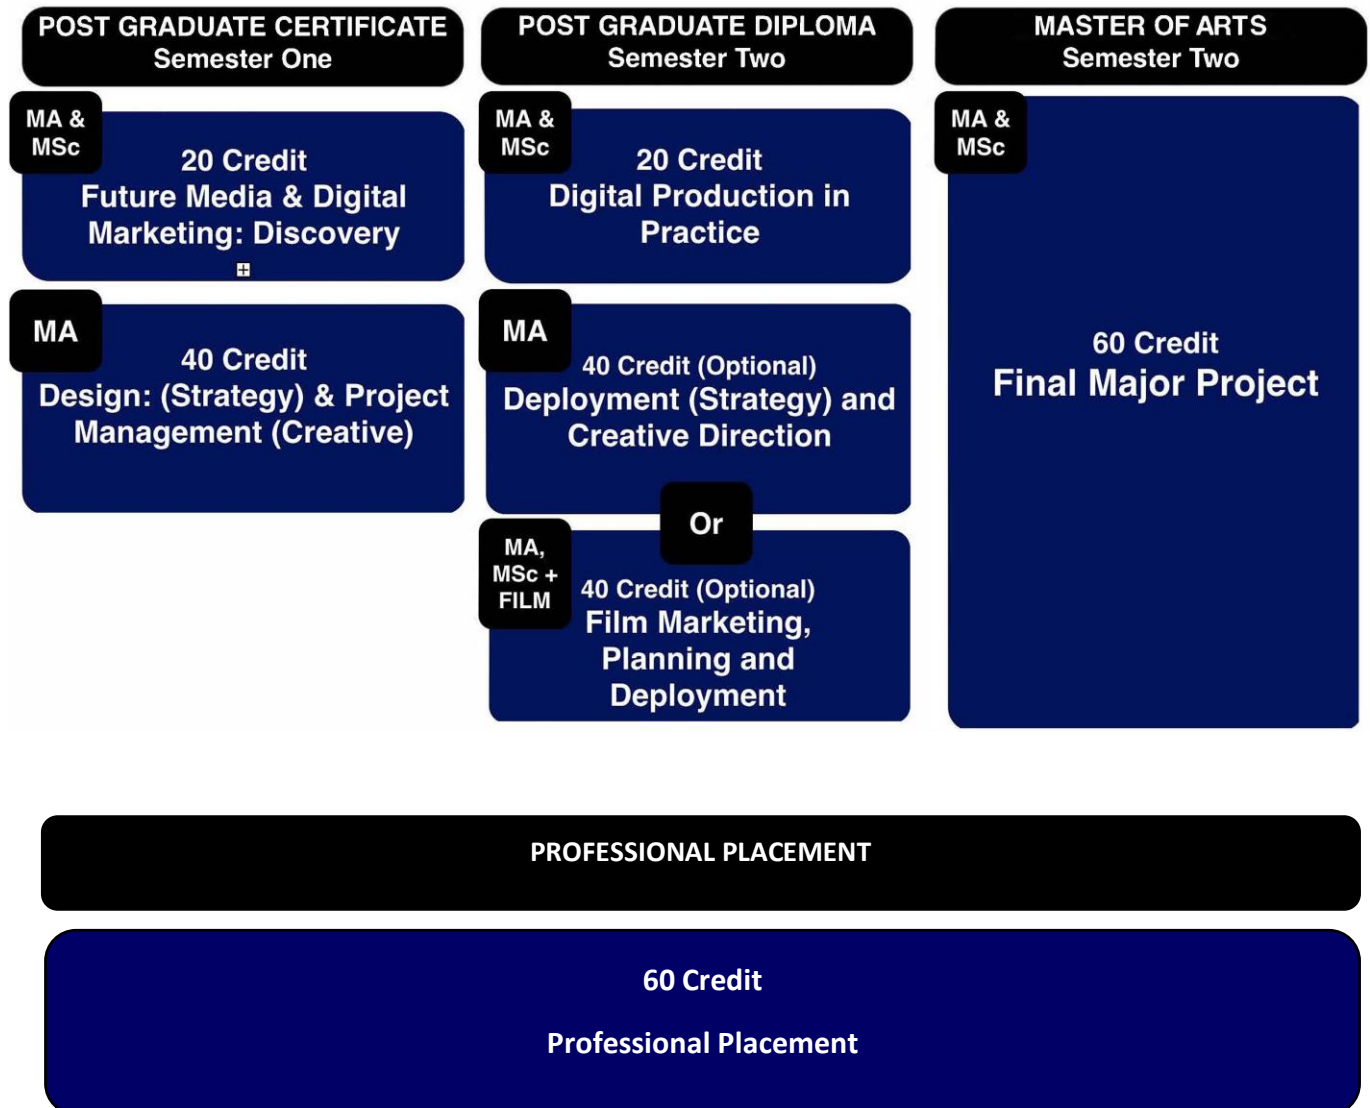 POST GRADUATE CERTIFICATE
Semester One
MA &
MSc
20 Credit
Future Media & Digital
Marketing: Discovery
MA
40 Credit
Design: (Strategy) & Project
Management (Creative)
POST GRADUATE DIPLOMA
Semester Two
MA &
MSc
20 Credit
Digital Production in
Practice
MA
40 Credit (Optional)
Deployment (Strategy) and
Creative Direction
Or
MA,
MSc +
FILM
40 Credit (Optional)
Film Marketing,
Planning and
Deployment
MASTER OF ARTS
Semester Two
MA &
MSc
60 Credit
Final Major Project
PROFESSIONAL PLACEMENT
60 Credit
Professional Placement